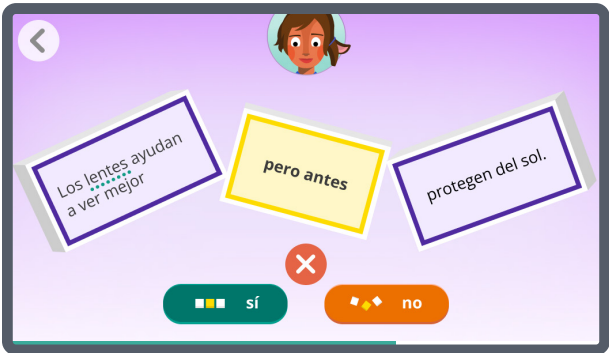 Los lentes ayudan
a ver mejor
pero antes
protegen del sol.
sí
no